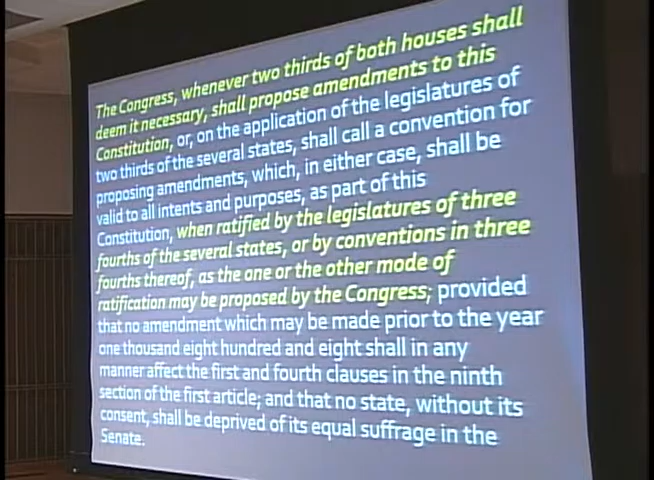 The Congress, whenever two thirds of both houses shall
deem it necessary, shall propose amendments to this
Constitution, or, on the application of the legislatures of
two thirds of the several states, shall call a convention for
proposing amendments, which, in either case, shall be
valid to all intents and purposes, as part of this
Constitution, when ratified by the legislatures of three
fourths of the several states, or by conventions in three
fourths thereof, as the one or the other mode of
ratification may be proposed by the Congress; provided
that no amendment which may be made prior to the year
one thousand eight hundred and eight shall in any
manner affect the first and fourth clauses in the ninth
section of the first article; and that no state, without its
consent, shall be deprived of its equal suffrage in the
Senate.